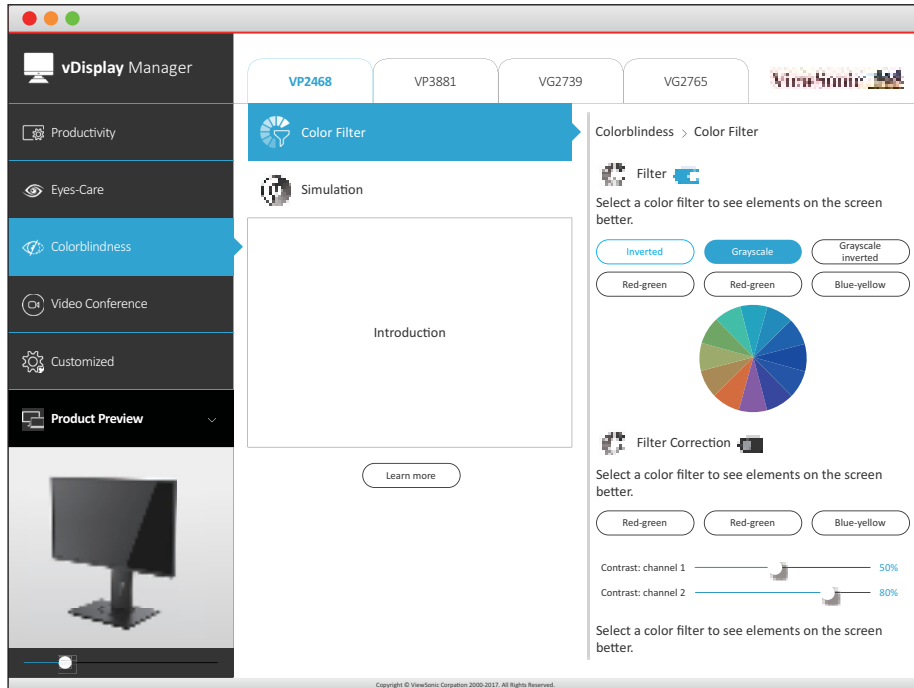 vDisplay Manager
VP2468
VP3881
VG2739
VG2765
ViewSonic
Productivity
Eyes-Care
Colorblindness
Video Conference
Customized
Product Preview
Color Filter
Simulation
Introduction
Learn more
Colorblindess > Color Filter
Filter
Select a color filter to see elements on the screen
better.
Inverted
Grayscale
Grayscale
inverted
Red-green
Red-green
Blue-yellow
Filter Correction
Select a color filter to see elements on the screen
better.
Red-green
Red-green
Blue-yellow
Contrast: channel 1 50%
Contrast: channel 2 80%
Select a color filter to see elements on the screen
better.
Copyright © ViewSonic Corpation 2000-2017. All Rights Reserved.